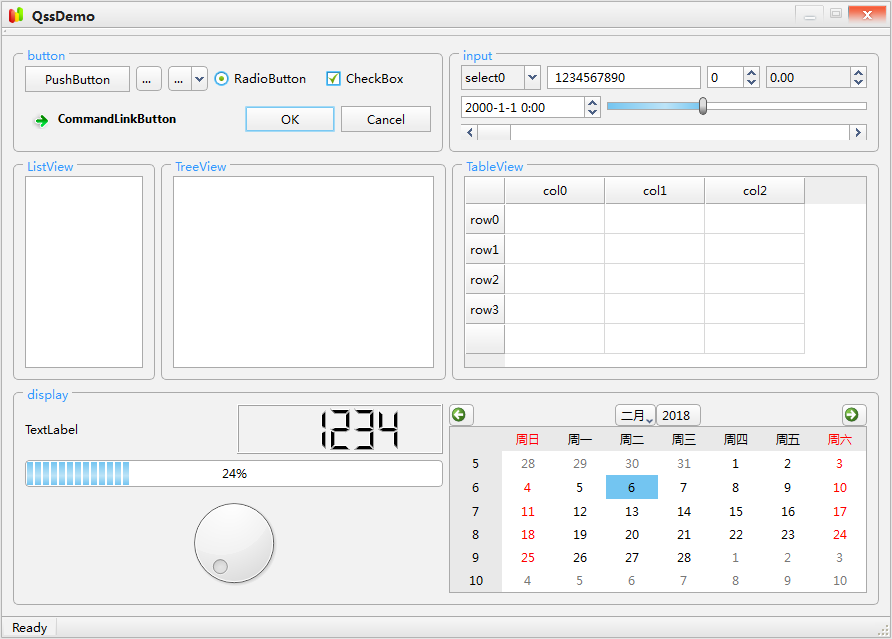 QssDemo
button
PushButton ... ... RadioButton CheckBox
CommandLinkButton OK Cancel
input
select0 1234567890 0 0.00
2000-1-1 0:00
ListView
TreeView
TableView
col0 col1 col2
row0
row1
row2
row3
display
TextLabel 1234
24%
二月 2018
周日 周一 周二 周三 周四 周五 周六
5 28 29 30 31 1 2 3
6 4 5 6 7 8 9 10
7 11 12 13 14 15 16 17
8 18 19 20 21 22 23 24
9 25 26 27 28 1 2 3
10 4 5 6 7 8 9 10
Ready